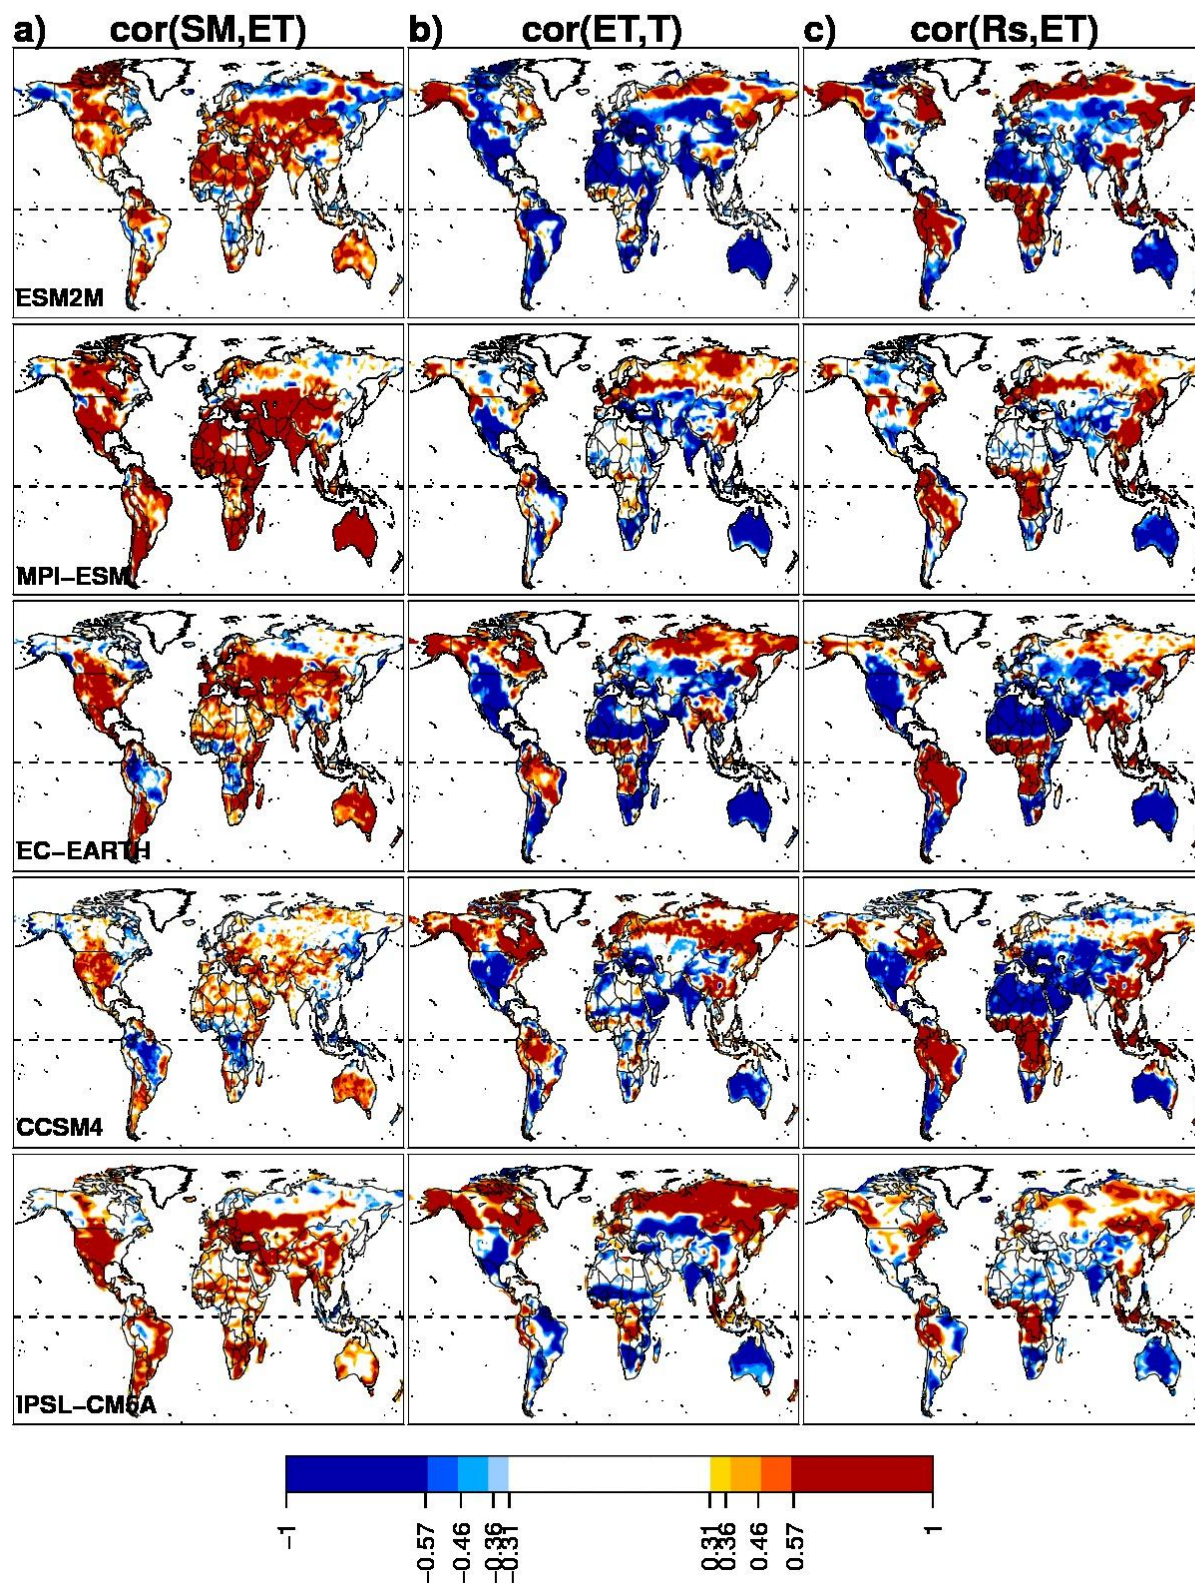 a) cor(SM,ET) b) cor(ET,T) c) cor(Rs,ET)
ESM2M
MPI−ESM
EC−EARTH
CCSM4
IPSL−CM5A
−1 −0.57 −0.46 −0.36 −0.31 0.31 0.36 0.46 0.57 1